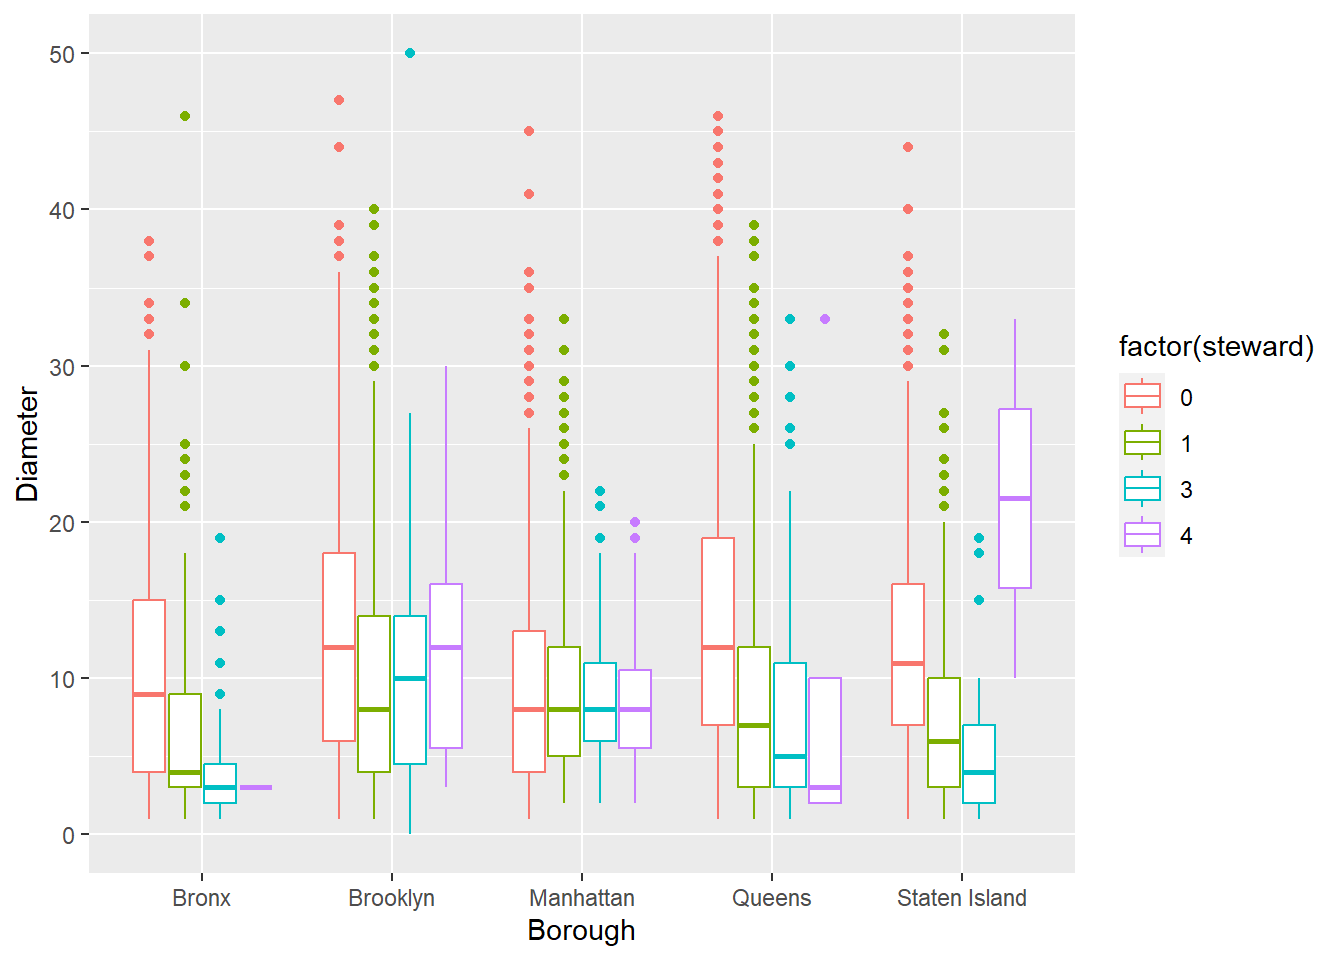 50
40
30
20
10
0
Diameter
Bronx
Brooklyn
Manhattan
Queens
Staten Island
Borough
factor(steward)
0
1
3
4